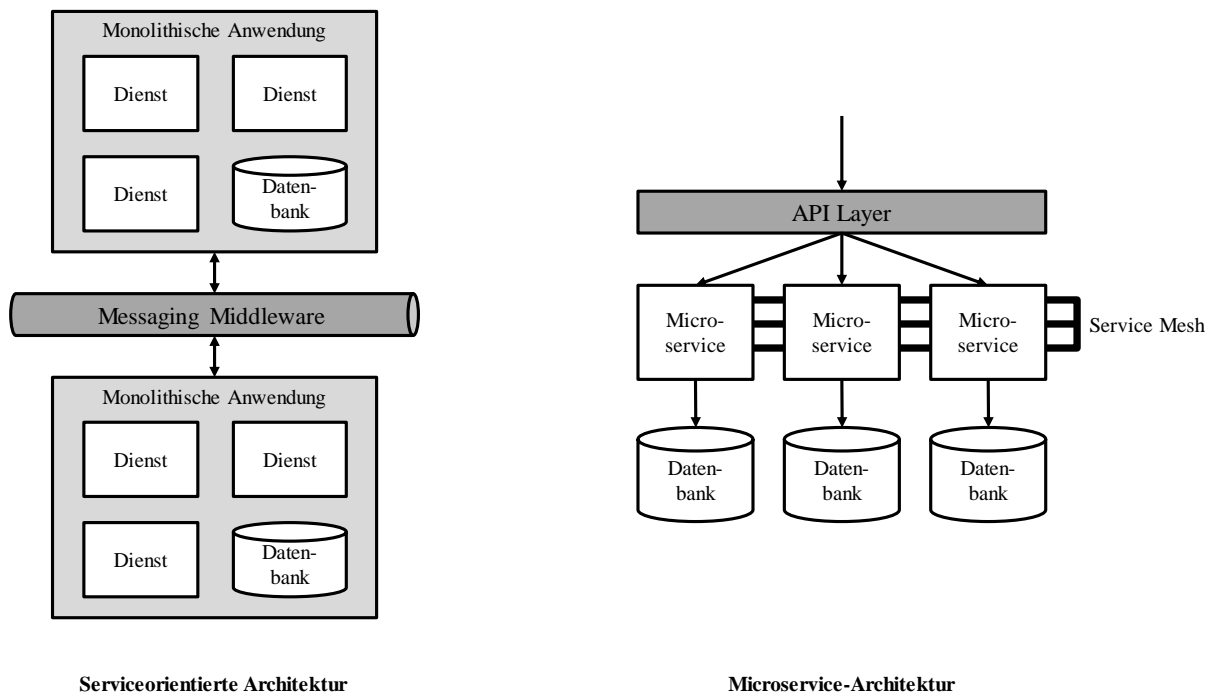 Monolithische Anwendung
Dienst
Dienst
Dienst
Daten-
bank
Messaging Middleware
Monolithische Anwendung
Dienst
Dienst
Dienst
Daten-
bank
Serviceorientierte Architektur
API Layer
Micro-
service
Micro-
service
Micro-
service
Service Mesh
Daten-
bank
Daten-
bank
Daten-
bank
Microservice-Architektur